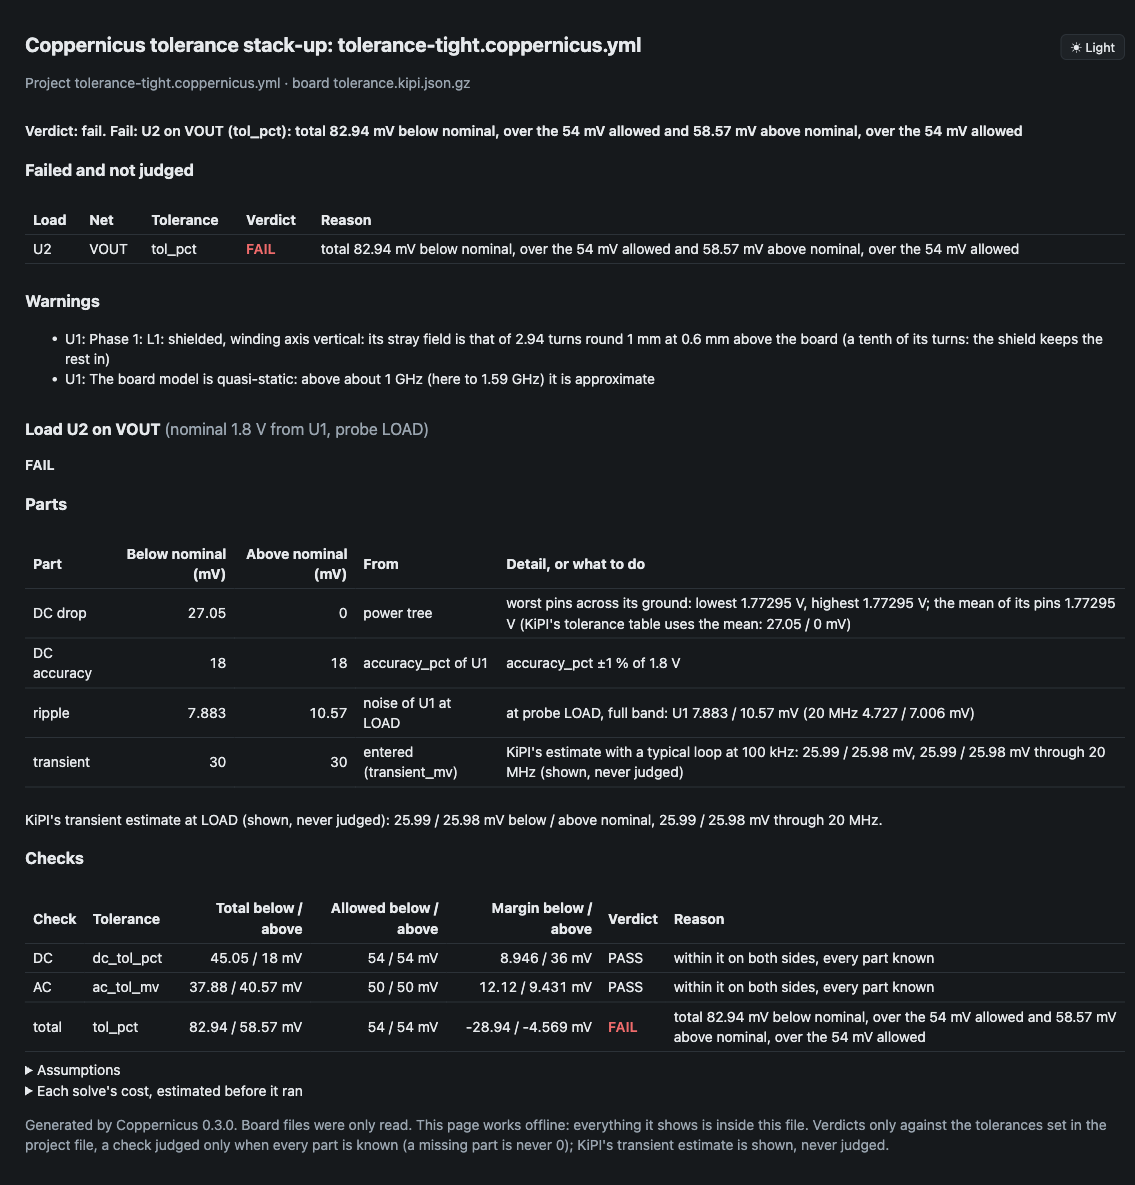 Coppernicus tolerance stack-up: tolerance-tight.coppernicus.yml
☀ Light
Project tolerance-tight.coppernicus.yml · board tolerance.kipi.json.gz
Verdict: fail. Fail: U2 on VOUT (tol_pct): total 82.94 mV below nominal, over the 54 mV allowed and 58.57 mV above nominal, over the 54 mV allowed
Failed and not judged
Load Net Tolerance Verdict Reason
U2 VOUT tol_pct FAIL total 82.94 mV below nominal, over the 54 mV allowed and 58.57 mV above nominal, over the 54 mV allowed
Warnings
• U1: Phase 1: L1: shielded, winding axis vertical: its stray field is that of 2.94 turns round 1 mm at 0.6 mm above the board (a tenth of its turns: the shield keeps the
rest in)
• U1: The board model is quasi-static: above about 1 GHz (here to 1.59 GHz) it is approximate
Load U2 on VOUT (nominal 1.8 V from U1, probe LOAD)
FAIL
Parts
Part Below nominal (mV) Above nominal (mV) From Detail, or what to do
DC drop 27.05 0 power tree worst pins across its ground: lowest 1.77295 V, highest 1.77295 V; the mean of its pins 1.77295
V (KiPI's tolerance table uses the mean: 27.05 / 0 mV)
DC accuracy 18 18 accuracy_pct of U1 accuracy_pct ±1 % of 1.8 V
ripple 7.883 10.57 noise of U1 at LOAD at probe LOAD, full band: U1 7.883 / 10.57 mV (20 MHz 4.727 / 7.006 mV)
transient 30 30 entered (transient_mv) KiPI's estimate with a typical loop at 100 kHz: 25.99 / 25.98 mV, 25.99 / 25.98 mV through 20
MHz (shown, never judged)
KiPI's transient estimate at LOAD (shown, never judged): 25.99 / 25.98 mV below / above nominal, 25.99 / 25.98 mV through 20 MHz.
Checks
Check Tolerance Total below / above Allowed below / above Margin below / above Verdict Reason
DC dc_tol_pct 45.05 / 18 mV 54 / 54 mV 8.946 / 36 mV PASS within it on both sides, every part known
AC ac_tol_mv 37.88 / 40.57 mV 50 / 50 mV 12.12 / 9.431 mV PASS within it on both sides, every part known
total tol_pct 82.94 / 58.57 mV 54 / 54 mV -28.94 / -4.569 mV FAIL total 82.94 mV below nominal, over the 54 mV allowed and 58.57 mV
above nominal, over the 54 mV allowed
▶ Assumptions
▶ Each solve's cost, estimated before it ran
Generated by Coppernicus 0.3.0. Board files were only read. This page works offline: everything it shows is inside this file. Verdicts only against the tolerances set in the
project file, a check judged only when every part is known (a missing part is never 0); KiPI's transient estimate is shown, never judged.